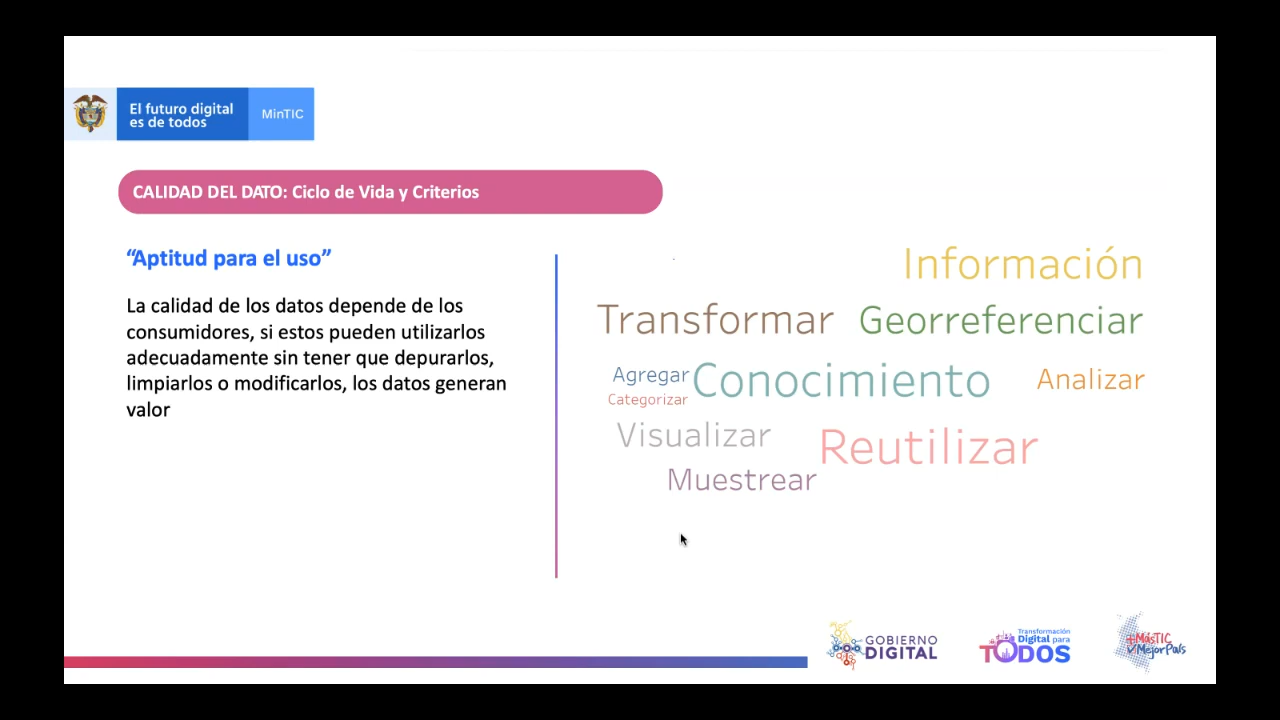 El futuro digital
es de todos
MinTIC
CALIDAD DEL DATO: Ciclo de Vida y Criterios
“Aptitud para el uso”
La calidad de los datos depende de los
consumidores, si estos pueden utilizarlos
adecuadamente sin tener que depurarlos,
limpiarlos o modificarlos, los datos generan
valor
Información
Transformar Georreferenciar
Agregar Conocimiento Analizar
Categorizar
Visualizar Reutilizar
Muestrear
GOBIERNO
DIGITAL
Transformación
Digital para
TODOS
+MásTIC
MejorPaís